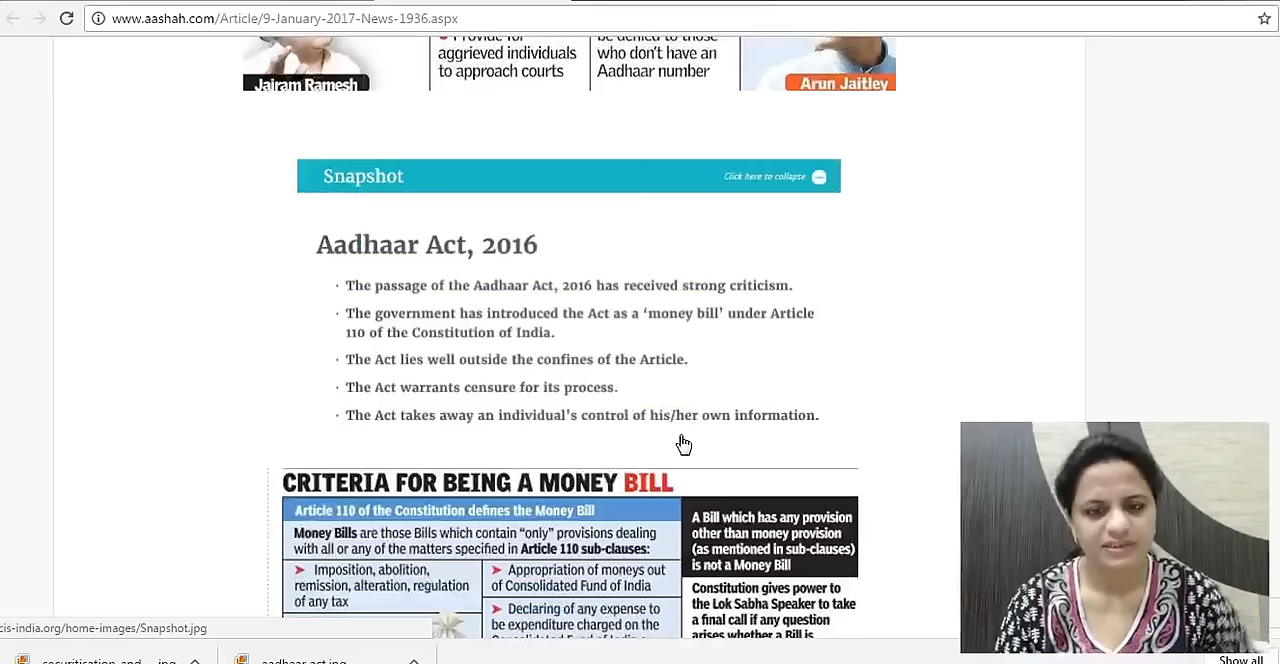 www.aashah.com/Article/9-January-2017-News-1936.aspx
Provide for
aggrieved individuals
to approach courts
be denied to those
who don't have an
Aadhaar number
Jairam Ramesh
Arun Jaitley
Snapshot
Click here to collapse
Aadhaar Act, 2016
· The passage of the Aadhaar Act, 2016 has received strong criticism.
· The government has introduced the Act as a ‘money bill’ under Article
110 of the Constitution of India.
· The Act lies well outside the confines of the Article.
· The Act warrants censure for its process.
· The Act takes away an individual's control of his/her own information.
CRITERIA FOR BEING A MONEY BILL
Article 110 of the Constitution defines the Money Bill
Money Bills are those Bills which contain “only” provisions dealing
with all or any of the matters specified in Article 110 sub-clauses:
➤ Imposition, abolition,
remission, alteration, regulation
of any tax
➤ Appropriation of moneys out
of Consolidated Fund of India
➤ Declaring of any expense to
be expenditure charged on the
Consolidated Fund of India or
A Bill which has any provision
other than money provision
(as mentioned in sub-clauses)
is not a Money Bill
Constitution gives power to
the Lok Sabha Speaker to take
a final call if any question
arises whether a Bill is
cis-india.org/home-images/Snapshot.jpg
securitisation-and-....jpg
aadhaar act.jpg
Show all